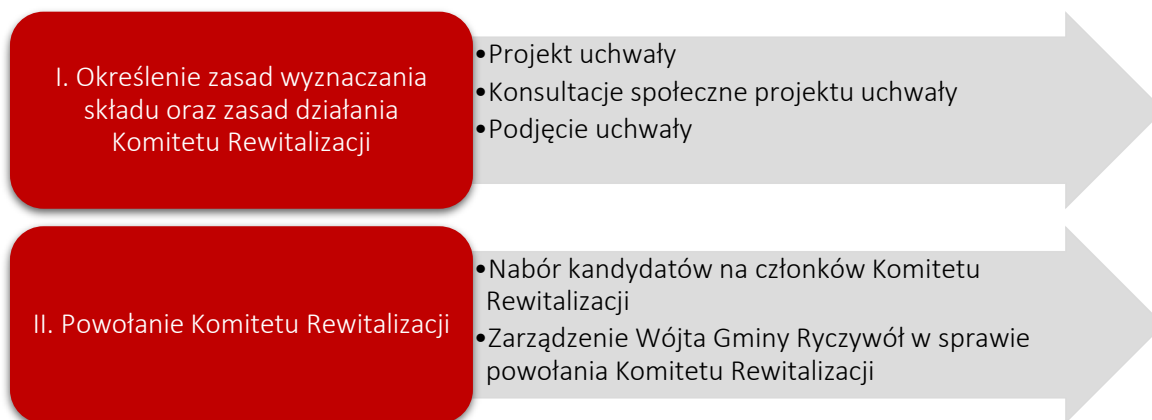 I. Określenie zasad wyznaczania
składu oraz zasad działania
Komitetu Rewitalizacji
•Projekt uchwały
•Konsultacje społeczne projektu uchwały
•Podjęcie uchwały
II. Powołanie Komitetu Rewitalizacji
•Nabór kandydatów na członków Komitetu
Rewitalizacji
•Zarządzenie Wójta Gminy Ryczywół w sprawie
powołania Komitetu Rewitalizacji